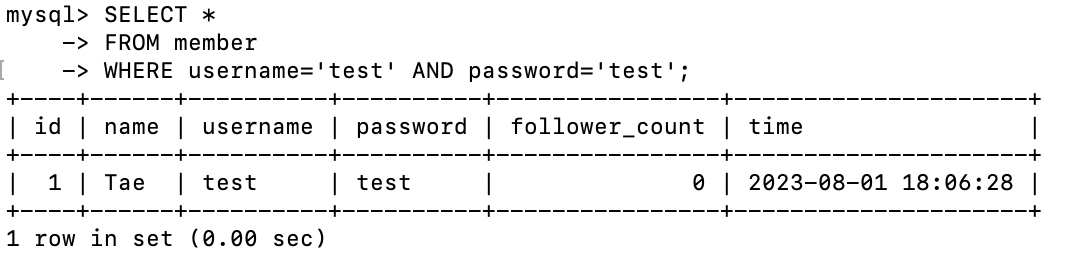 mysql> SELECT *
    -> FROM member
[    -> WHERE username='test' AND password='test';
+----+------+----------+----------+----------------+---------------------+
| id | name | username | password | follower_count | time                |
+----+------+----------+----------+----------------+---------------------+
|  1 | Tae  | test     | test     |              0 | 2023-08-01 18:06:28 |
+----+------+----------+----------+----------------+---------------------+
1 row in set (0.00 sec)